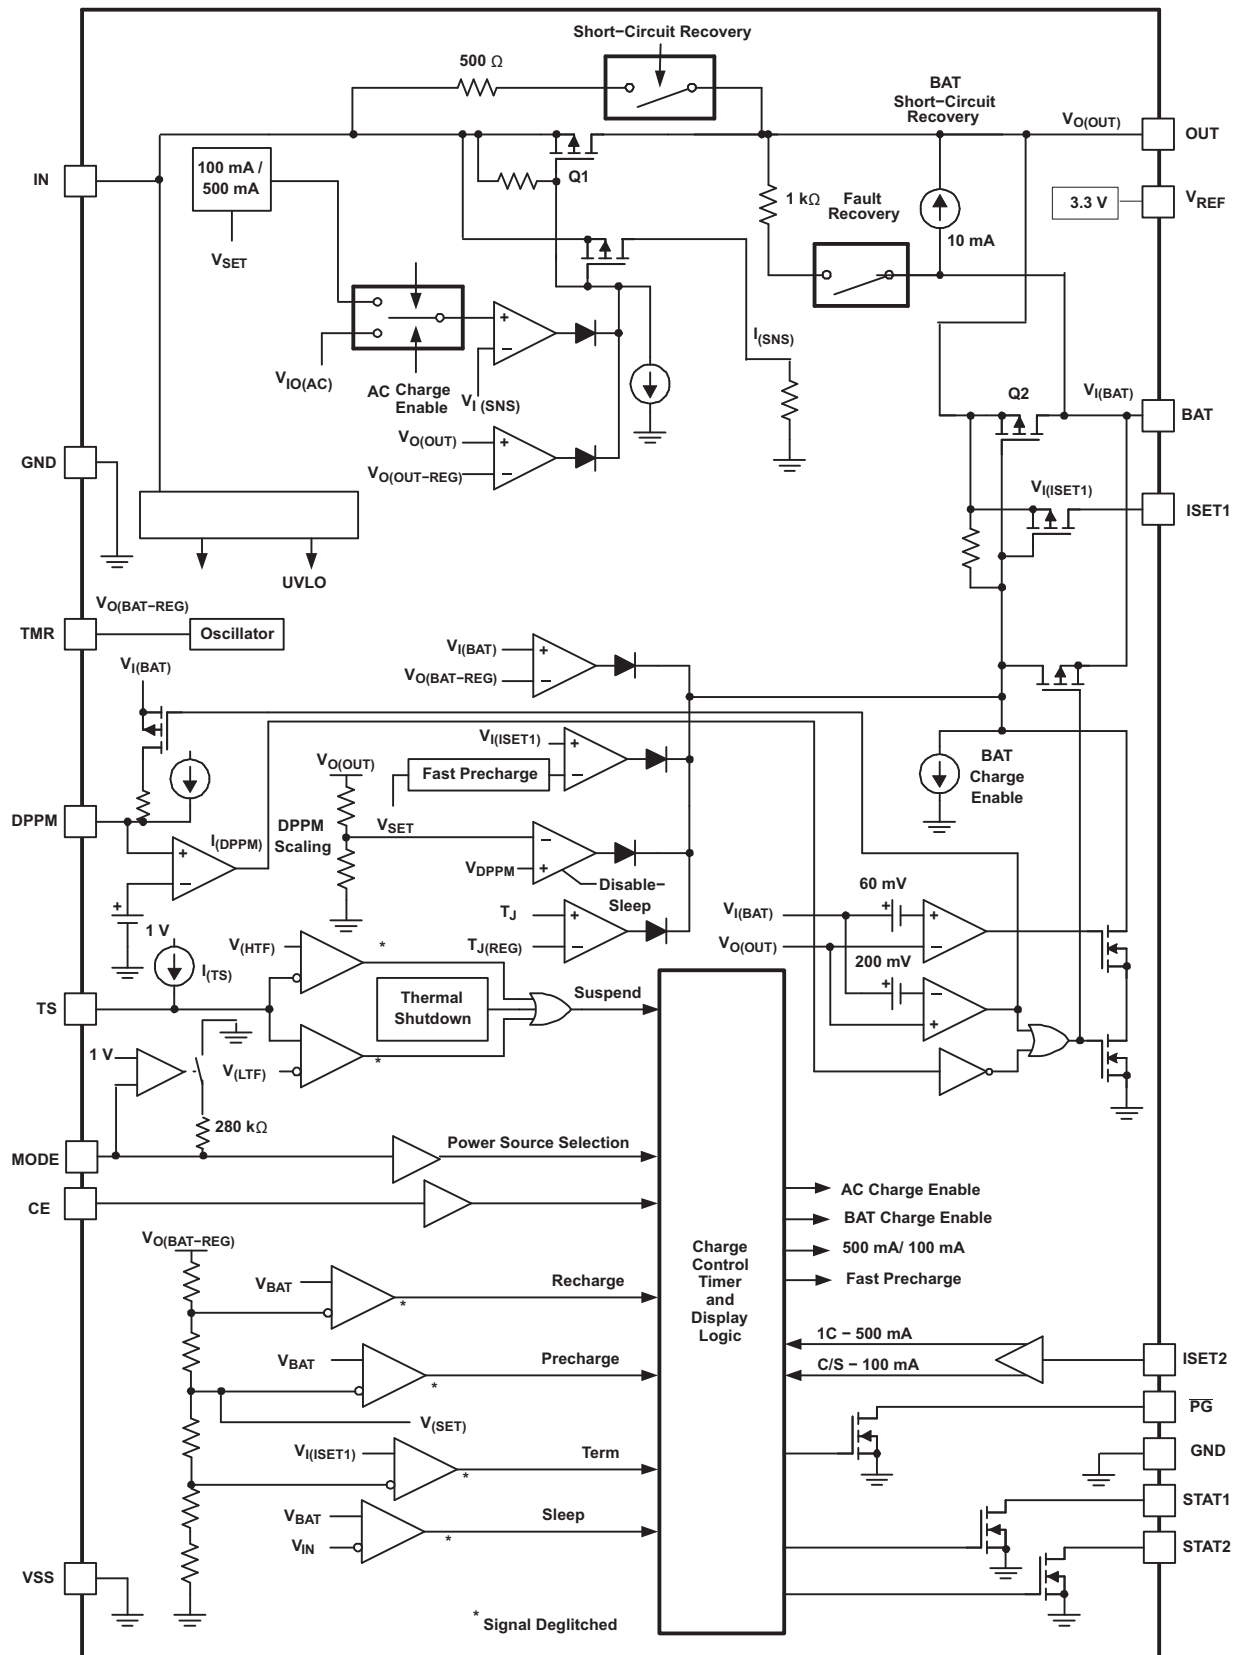 Short−Circuit Recovery
500 Ω
BAT
Short−Circuit
Recovery
VO(OUT)
OUT
IN
100 mA /
500 mA
Q1
1 kΩ
Fault
Recovery
3.3 V
VREF
VSET
10 mA
I(SNS)
VIO(AC)
AC Charge
Enable
VI (SNS)
Q2
VI(BAT)
BAT
VO(OUT)
VO(OUT−REG)
GND
VI(ISET1)
ISET1
UVLO
VO(BAT−REG)
TMR
Oscillator
VI(BAT)
VI(BAT)
VO(BAT−REG)
VI(ISET1)
VO(OUT)
Fast Precharge
BAT
Charge
Enable
DPPM
VSET
I(DPPM)
DPPM
Scaling
VDPPM
Disable−
Sleep
60 mV
1 V
TJ
TJ(REG)
VI(BAT)
VO(OUT)
200 mV
V(HTF)
*
I(TS)
TS
Thermal
Shutdown
Suspend
1 V
V(LTF)
*
280 kΩ
MODE
Power Source Selection
CE
AC Charge Enable
BAT Charge Enable
500 mA/ 100 mA
Fast Precharge
Charge
Control
Timer
and
Display
Logic
VO(BAT−REG)
VBAT
Recharge
*
1C − 500 mA
C/S − 100 mA
ISET2
VBAT
Precharge
*
V(SET)
PG
GND
VI(ISET1)
Term
*
STAT1
VBAT
Sleep
VIN
*
STAT2
VSS
* Signal Deglitched